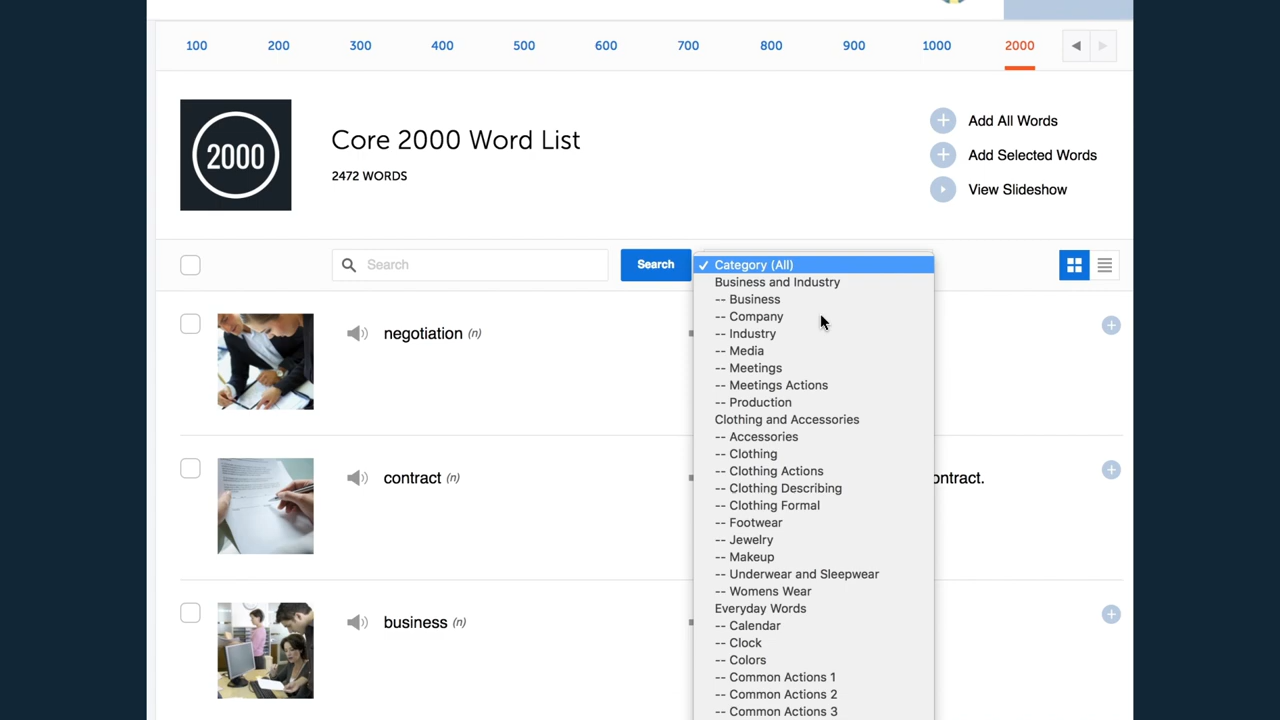 100 200 300 400 500 600 700 800 900 1000 2000
2000
Core 2000 Word List
2472 WORDS
Add All Words
Add Selected Words
View Slideshow
Search
Search
✓ Category (All)
Business and Industry
-- Business
-- Company
-- Industry
-- Media
-- Meetings
-- Meetings Actions
-- Production
Clothing and Accessories
-- Accessories
-- Clothing
-- Clothing Actions
-- Clothing Describing
-- Clothing Formal
-- Footwear
-- Jewelry
-- Makeup
-- Underwear and Sleepwear
-- Womens Wear
Everyday Words
-- Calendar
-- Clock
-- Colors
-- Common Actions 1
-- Common Actions 2
-- Common Actions 3
negotiation (n)
contract (n)
ontract.
business (n)